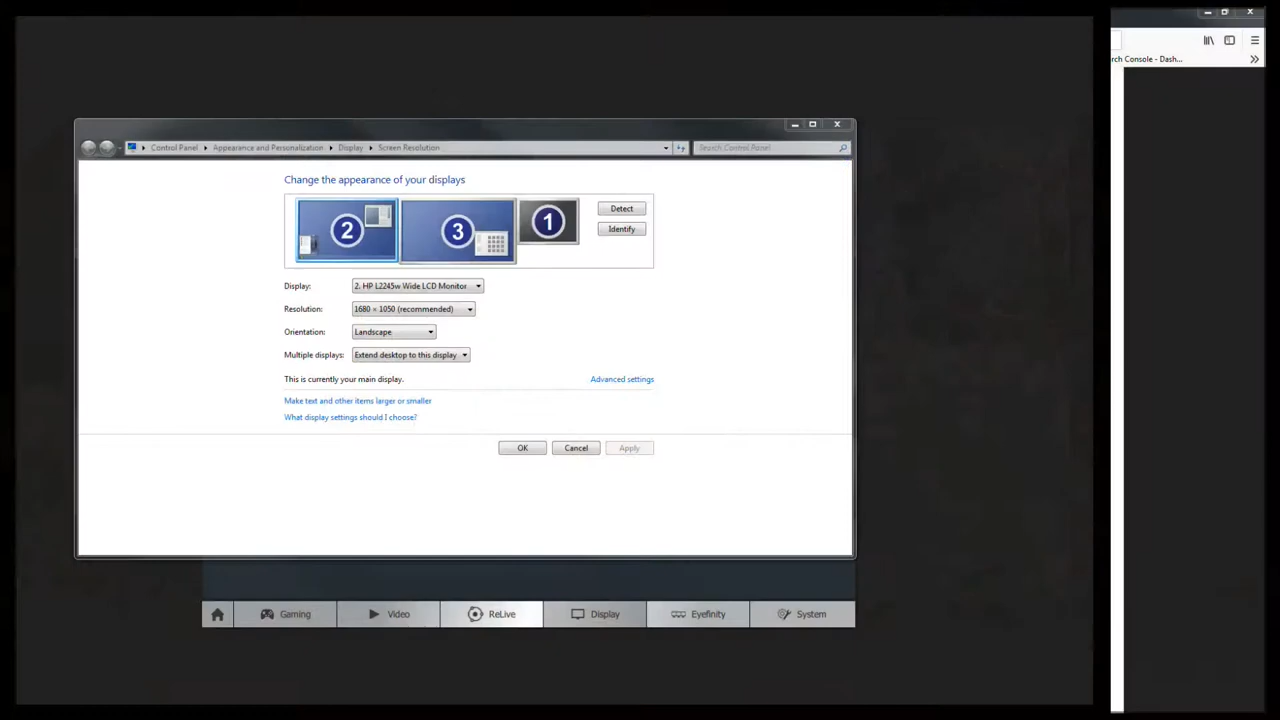 rch Console - Dash...
Control Panel Appearance and Personalization Display Screen Resolution
Search Control Panel
Change the appearance of your displays
2 3 1
Detect
Identify
Display: 2. HP L2245w Wide LCD Monitor
Resolution: 1680 × 1050 (recommended)
Orientation: Landscape
Multiple displays: Extend desktop to this display
This is currently your main display.
Advanced settings
Make text and other items larger or smaller
What display settings should I choose?
OK Cancel Apply
Gaming Video ReLive Display Eyefinity System